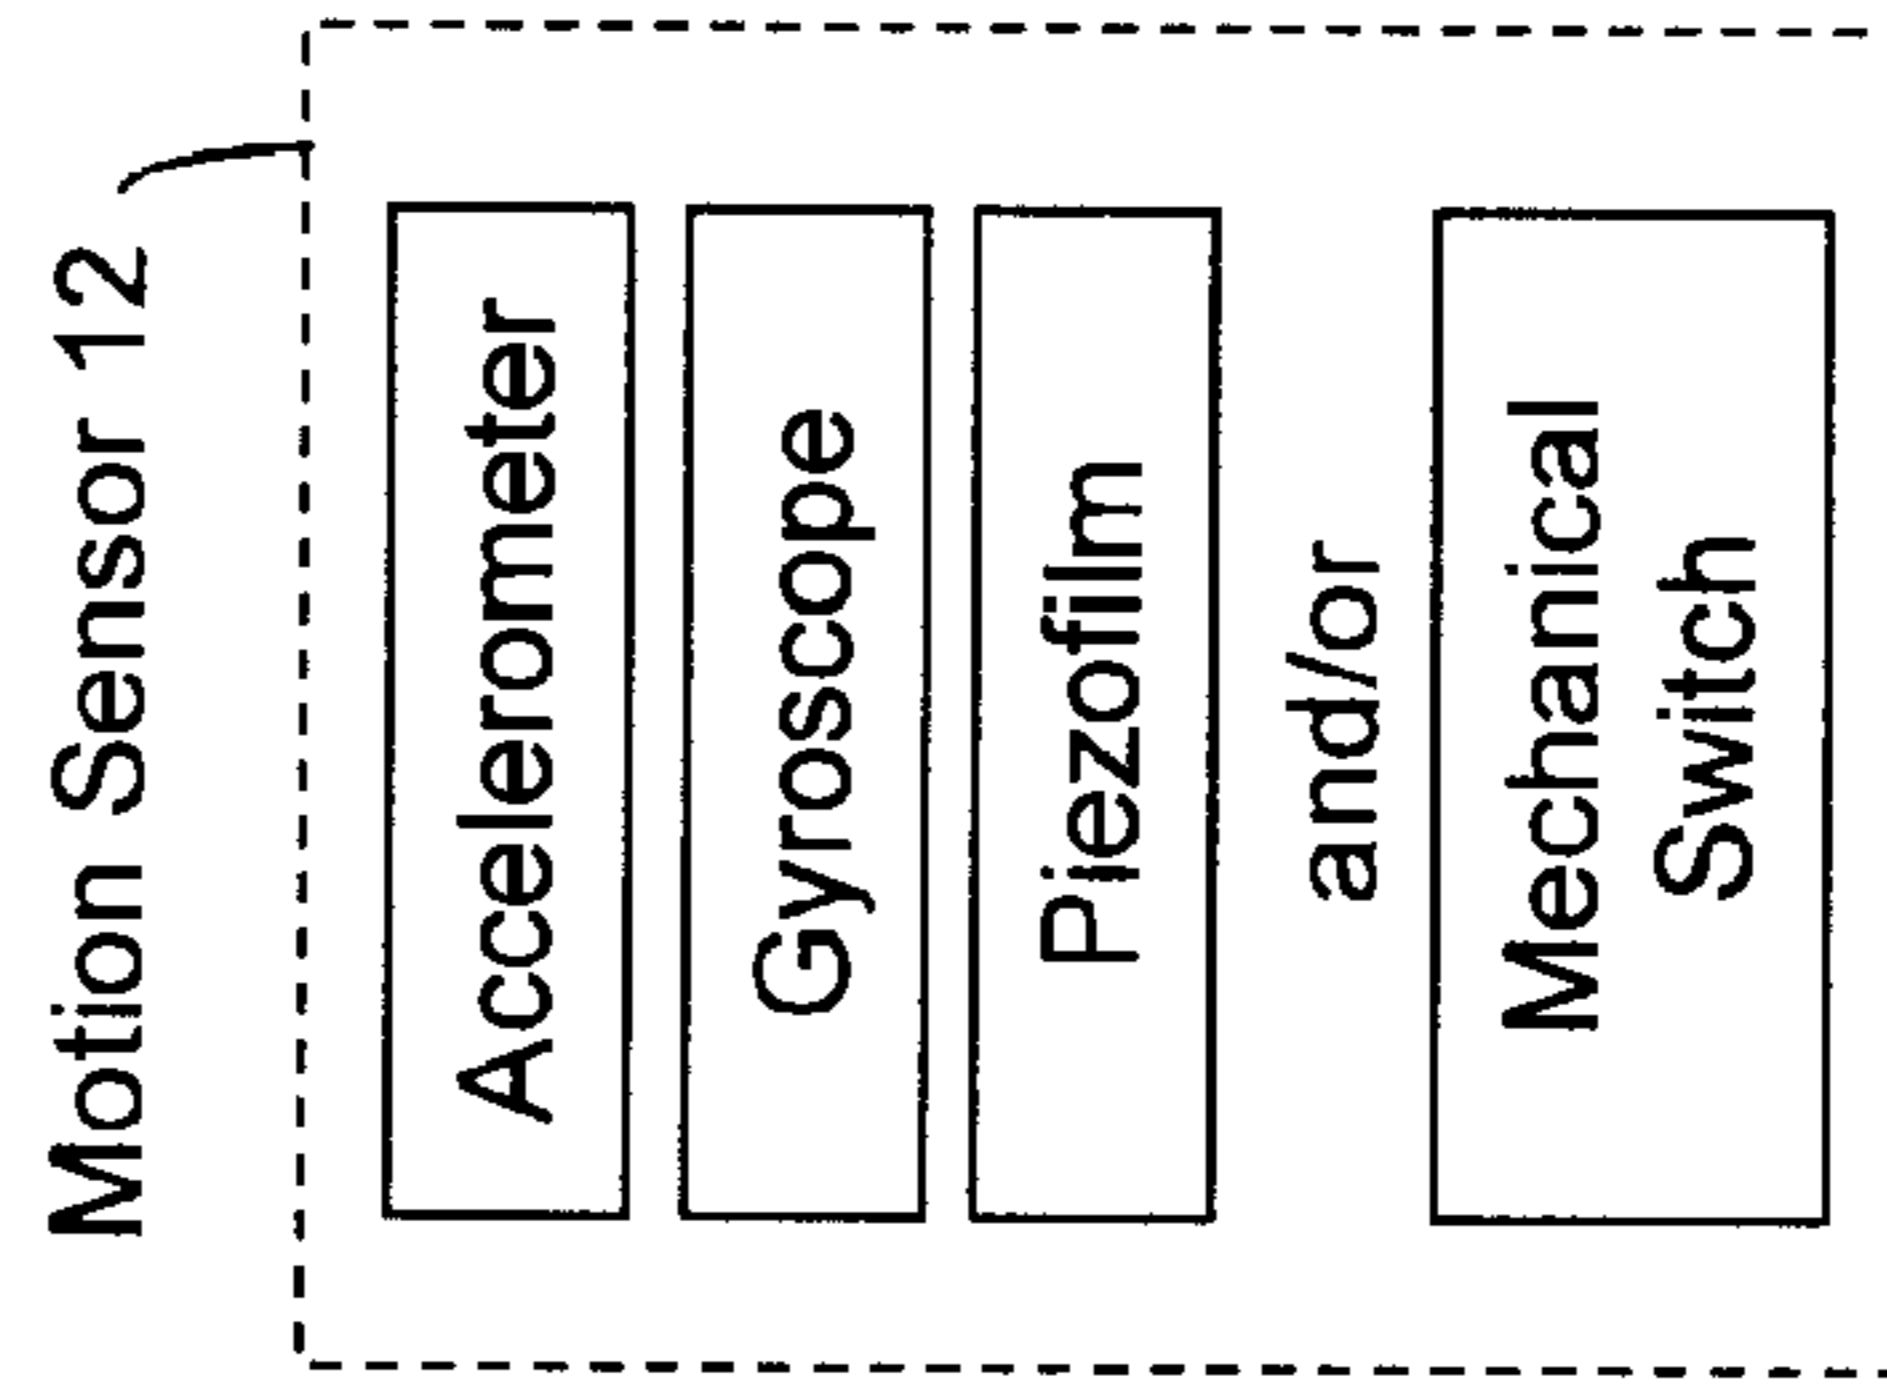 Motion Sensor 12
Accelerometer
Gyroscope
Piezofilm
and/or
Mechanical
Switch